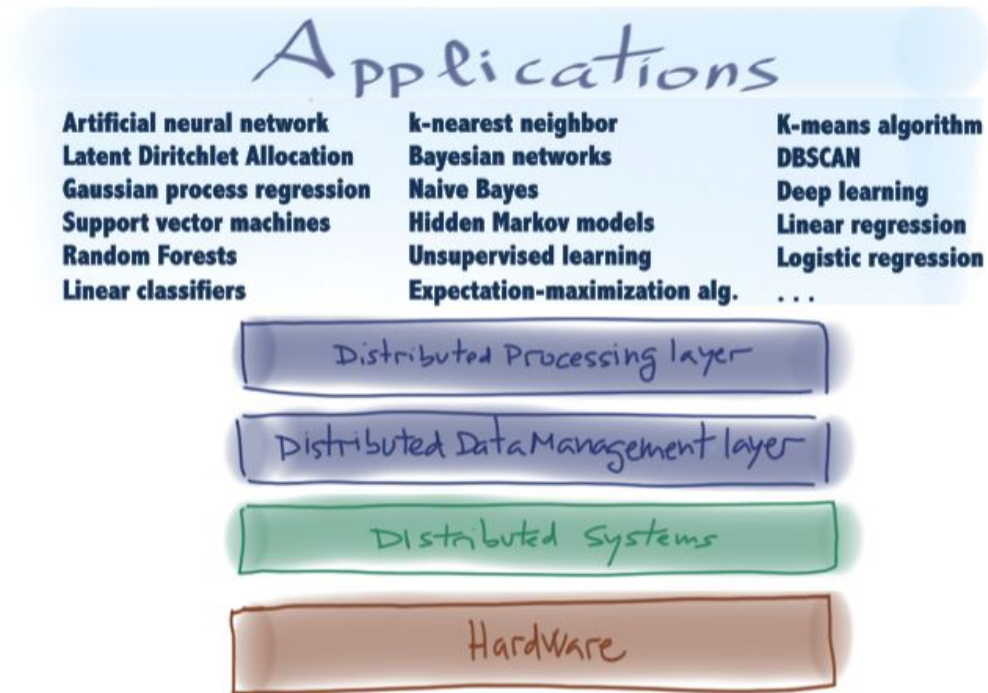 Applications
Artificial neural network
Latent Diritchlet Allocation
Gaussian process regression
Support vector machines
Random Forests
Linear classifiers
k-nearest neighbor
Bayesian networks
Naive Bayes
Hidden Markov models
Unsupervised learning
Expectation-maximization alg.
K-means algorithm
DBSCAN
Deep learning
Linear regression
Logistic regression
. . .
Distributed Processing layer
Distributed Data Management layer
Distributed Systems
Hardware